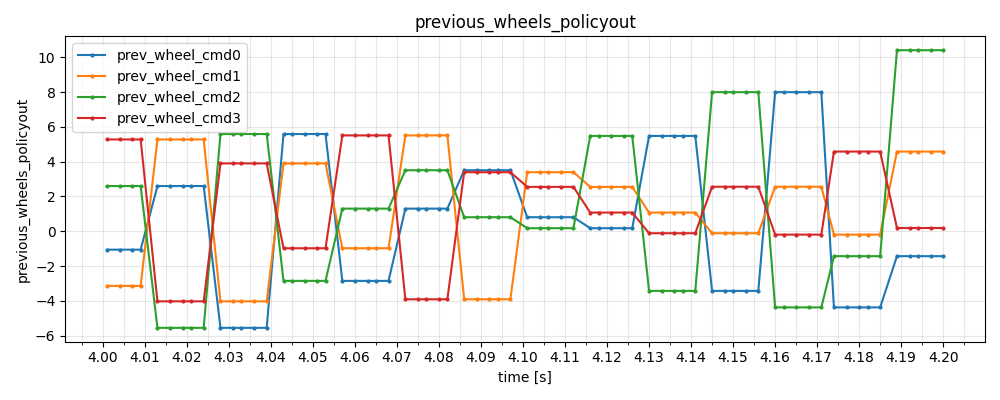 previous_wheels_policyout
prev_wheel_cmd0
prev_wheel_cmd1
prev_wheel_cmd2
prev_wheel_cmd3
previous_wheels_policyout
10
8
6
4
2
0
−2
−4
−6
4.00 4.01 4.02 4.03 4.04 4.05 4.06 4.07 4.08 4.09 4.10 4.11 4.12 4.13 4.14 4.15 4.16 4.17 4.18 4.19 4.20
time [s]